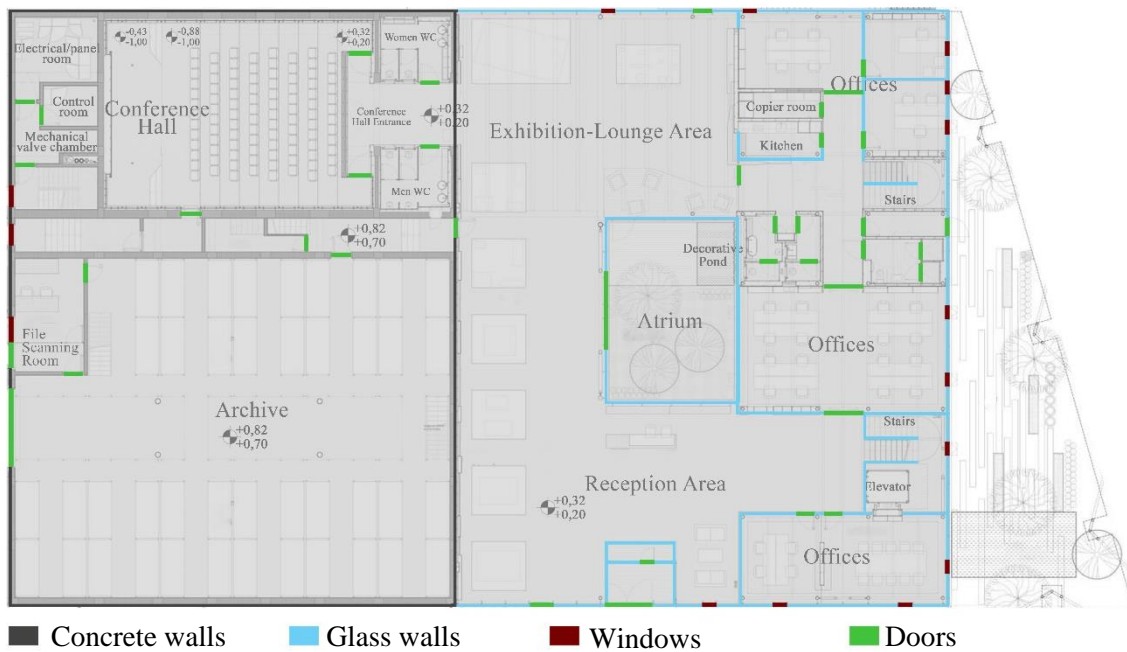 -0,43
-1,00
-0,88
-1,00
+0,32
+0,20
Women WC
Electrical/panel
room
Offices
Control
room
Conference
Hall
Conference
Hall Entrance
+0.32
+0.20
Copier room
Exhibition-Lounge Area
Mechanical
valve chamber
Kitchen
Men WC
Stairs
+0,82
+0,70
Decorative
Pond
File
Scanning
Room
Atrium
Offices
Archive
+0,82
+0,70
Stairs
Reception Area
Elevator
+0,32
+0,20
Offices
Concrete walls
Glass walls
Windows
Doors